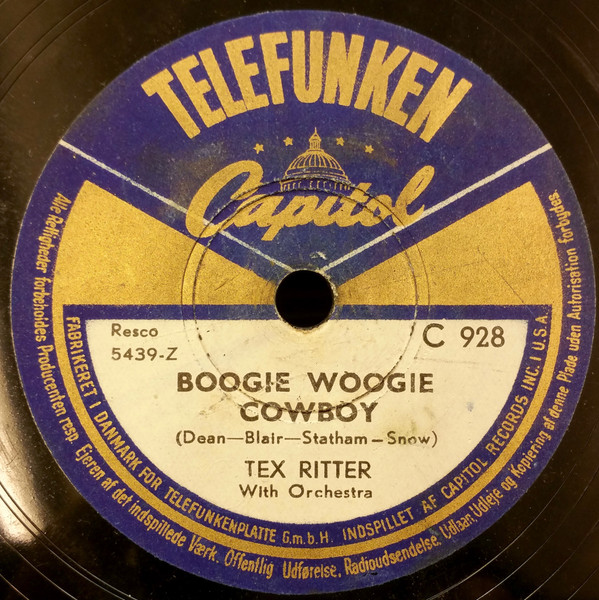 TELEFUNKEN
Capitol
Resco
5439-Z
C 928
BOOGIE WOOGIE
COWBOY
(Dean—Blair—Statham—Snow)
TEX RITTER
With Orchestra
FABRIKERET I DANMARK FOR TELEFUNKENPLATTE G.m.b.H. INDSPILLET AF CAPITOL RECORDS INC. I U.S.A.
Alle Rettigheder forbeholdes Producenten resp. Ejeren af det indspillede Værk. Offentlig Udførelse, Radioudsendelse, Udlaan, Udleje og Kopiering af denne Plade uden Autorisation forbydes.